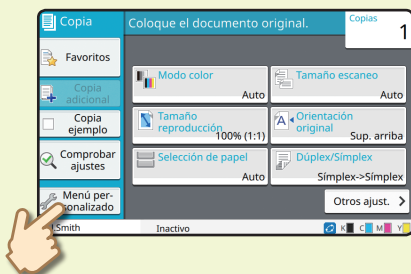 Copia
Coloque el documento original.
Copias
1
Favoritos
Copia
adicional
Copia
ejemplo
Comprobar
ajustes
Menú per-
sonalizado
Modo color
Auto
Tamaño escaneo
Auto
Tamaño
reproducción
100% (1:1)
Orientación
original
Sup. arriba
Selección de papel
Auto
Dúplex/Símplex
Símplex->Símplex
Otros ajust.
.Smith
Inactivo
K C M Y